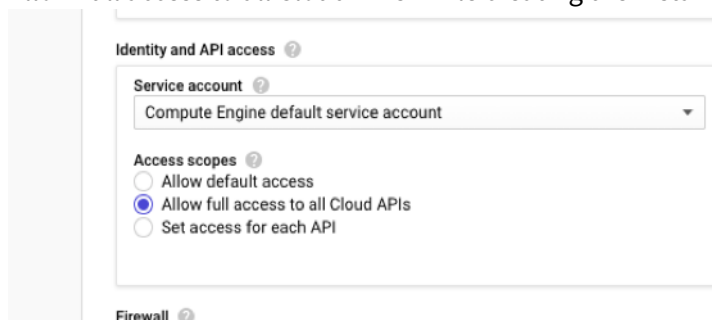 Identity and API access
Service account
Compute Engine default service account
Access scopes
Allow default access
Allow full access to all Cloud APIs
Set access for each API
Firewall